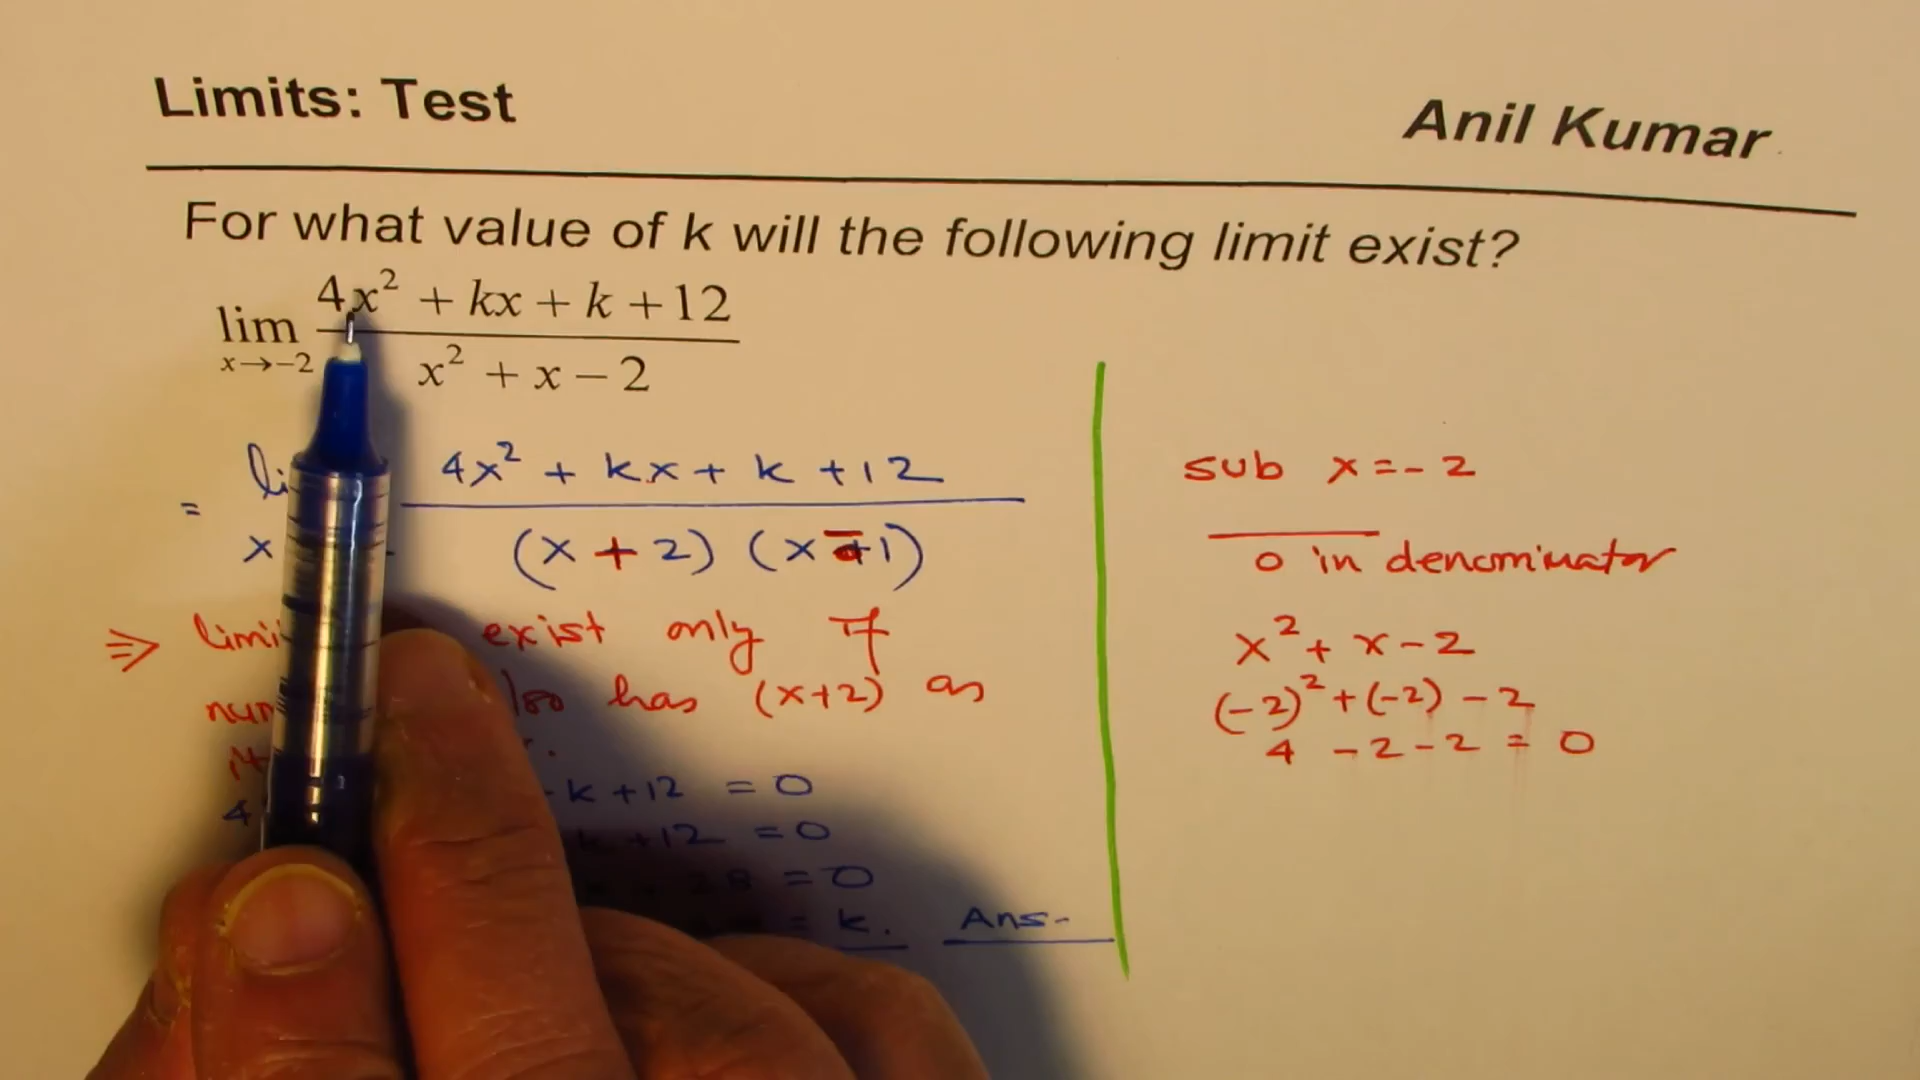 Limits: Test
Anil Kumar
For what value of k will the following limit exist?
lim x→-2 (4x² + kx + k + 12) / (x² + x - 2)
= x 4x² + kx + k + 12
(x + 2) (x - 1)
⇒ exist only if
has (x+2) as
k + 12 = 0
k + 12 = 0
28 = 0
= k. Ans-
sub x = -2
0 in denominator
x² + x - 2
(-2)² + (-2) - 2
4 - 2 - 2 = 0